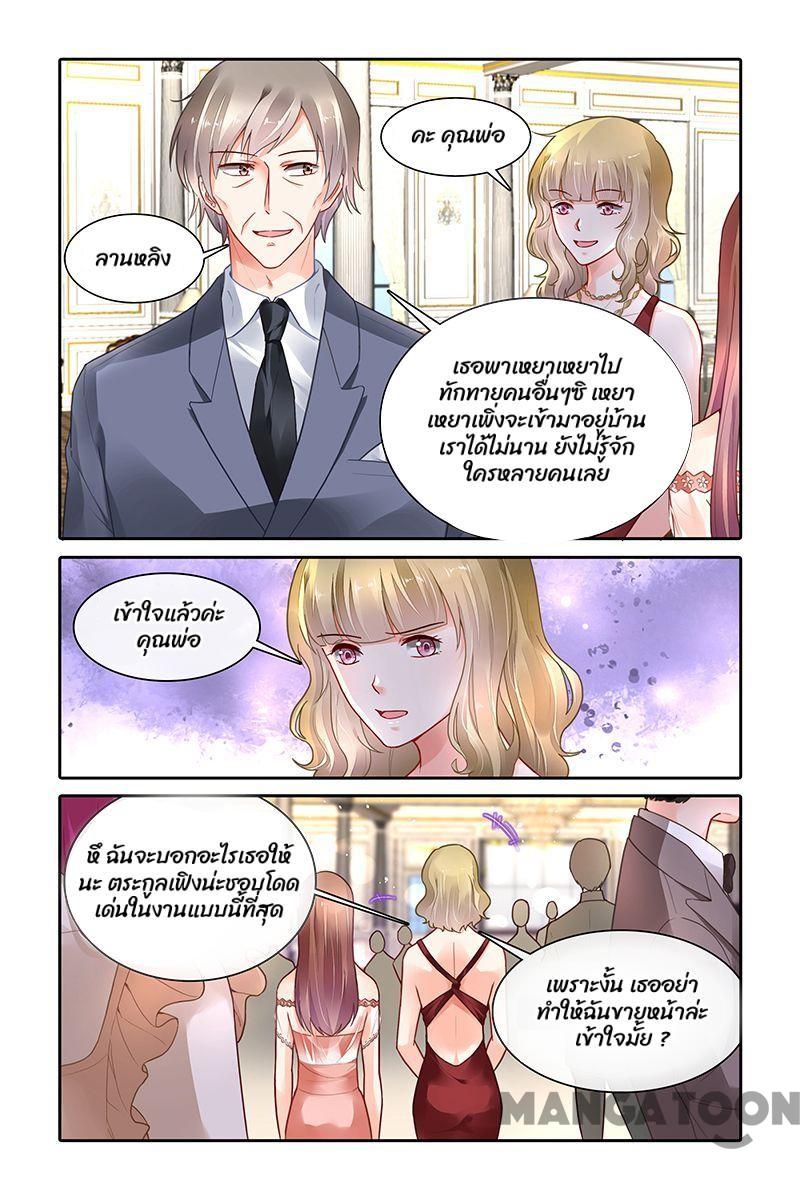 ลานหลิง
คะ คุณพ่อ
เธอพาเหยาเหยาไป
ทักทายคนอื่นๆซิ เหยา
เหยาเพิ่งจะเข้ามาอยู่บ้าน
เราได้ไม่นาน ยังไม่รู้จัก
ใครหลายคนเลย
เข้าใจแล้วค่ะ
คุณพ่อ
หึ ฉันจะบอกอะไรเธอให้
นะ ตระกูลเฟิงน่ะชอบโดด
เด่นในงานแบบนี้ที่สุด
เพราะงั้น เธออย่า
ทำให้ฉันขายหน้าล่ะ
เข้าใจมั้ย ?
MANGATOON